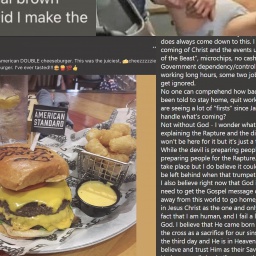 al brown
id I make the
american DOUBLE cheeseburger. This was the juiciest, cheezzzzzz
burger. I've ever tasted!!
AMERICAN
STANDARD
does always come down to this. I
coming of Christ and the events u
of the Beast", microchips, no cash
Government dependency/control
working long hours, some two jo
get ignored.
No one can comprehend how ba
been told to stay home, quit work
are seeing a lot of "firsts" since Ja
handle what's coming?
Not without God - I wonder what
explaining the Rapture and the di
won't be here for it but it's just a
While the devil is preparing peop
preparing people for the Rapture.
take place but I do believe it coul
be left behind when that trumpet
I also believe right now that God
need to get the Gospel message
away from this world to go home
in Jesus Christ as the one and onl
fact that I am human, and I fail a l
God. I believe that He came born
the cross as a sacrifice for our sin
the third day and He is in Heaven
believe and trust Him as their Sav